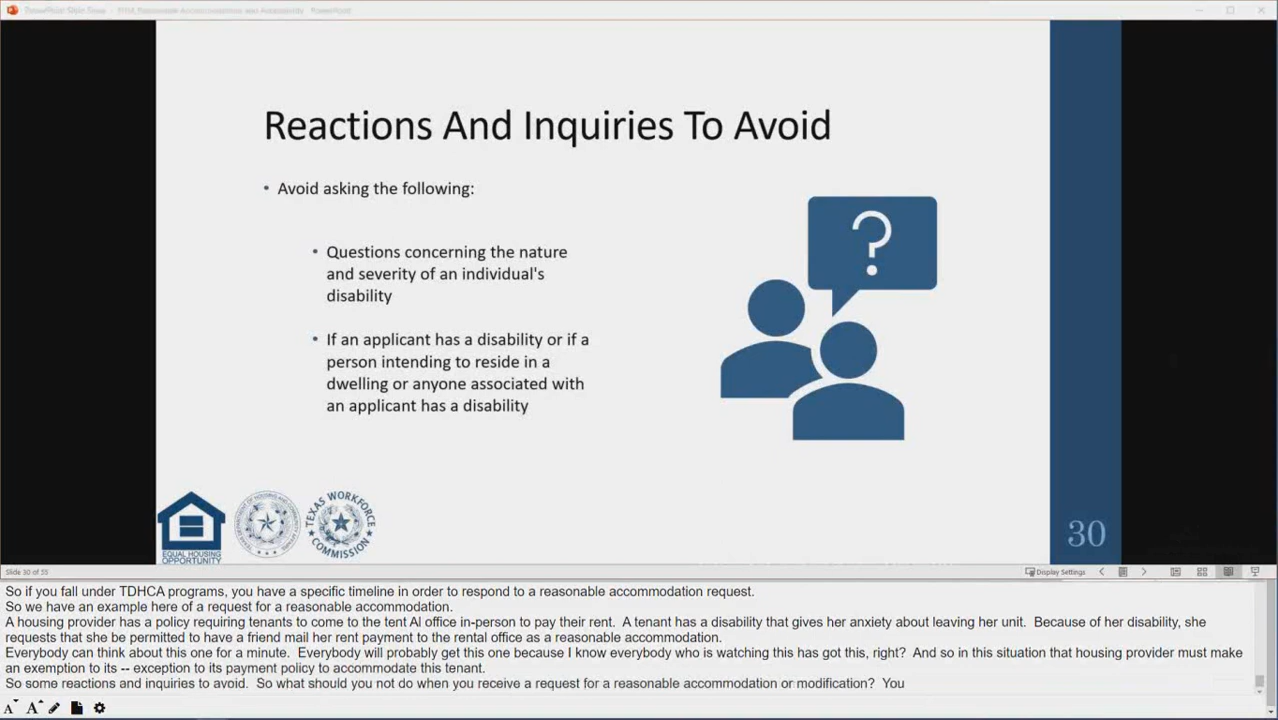 PowerPoint Slide Show - TDHCA Reasonable Accommodations and Accessibility - PowerPoint
Reactions And Inquiries To Avoid
• Avoid asking the following:
• Questions concerning the nature
and severity of an individual's
disability
• If an applicant has a disability or if a
person intending to reside in a
dwelling or anyone associated with
an applicant has a disability
?
EQUAL HOUSING
OPPORTUNITY
TEXAS WORKFORCE
COMMISSION
30
Slide 30 of 55
Display Settings
So if you fall under TDHCA programs, you have a specific timeline in order to respond to a reasonable accommodation request.
So we have an example here of a request for a reasonable accommodation.
A housing provider has a policy requiring tenants to come to the tent Al office in-person to pay their rent.  A tenant has a disability that gives her anxiety about leaving her unit.  Because of her disability, she
requests that she be permitted to have a friend mail her rent payment to the rental office as a reasonable accommodation.
Everybody can think about this one for a minute.  Everybody will probably get this one because I know everybody who is watching this has got this, right?  And so in this situation that housing provider must make
an exemption to its -- exception to its payment policy to accommodate this tenant.
So some reactions and inquiries to avoid.  So what should you not do when you receive a request for a reasonable accommodation or modification?  You
A A